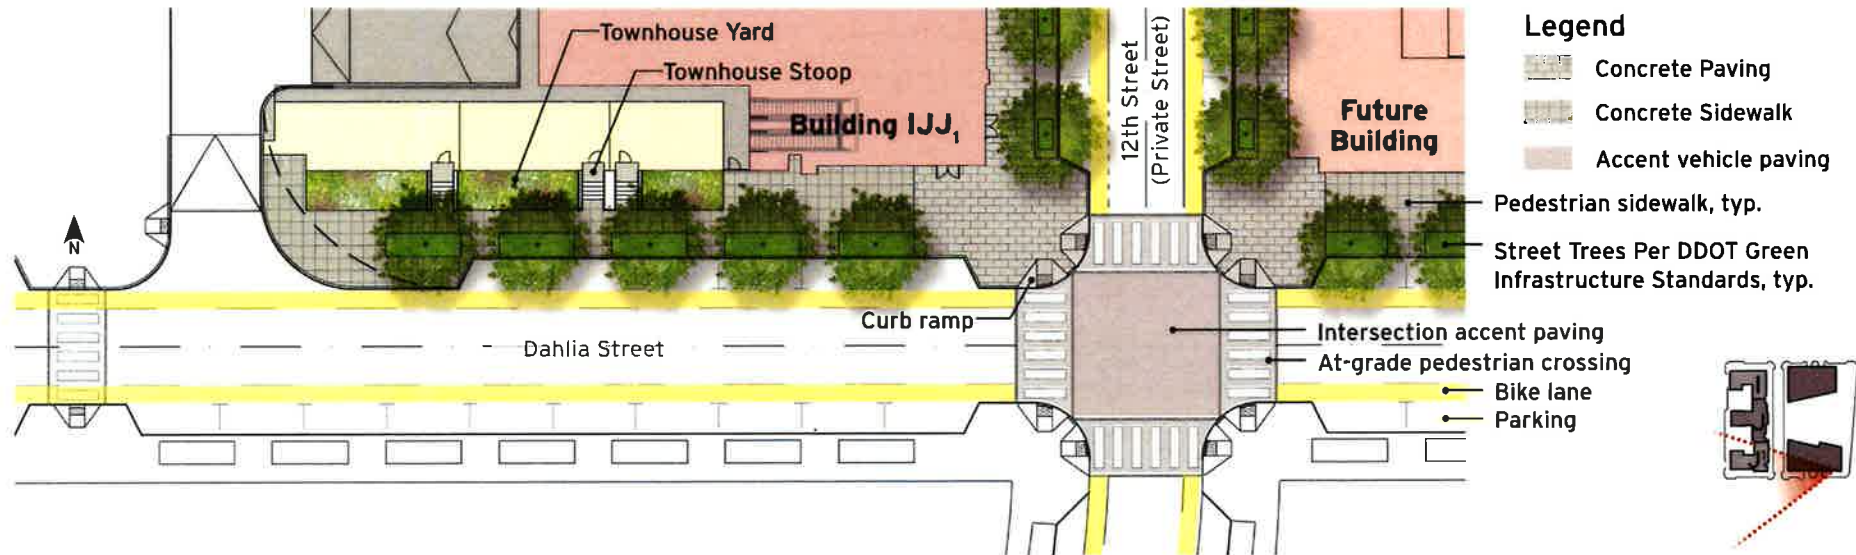 Townhouse Yard
Townhouse Stoop
Building IJJ₁
12th Street
(Private Street)
Future
Building
Legend
Concrete Paving
Concrete Sidewalk
Accent vehicle paving
Pedestrian sidewalk, typ.
Street Trees Per DDOT Green
Infrastructure Standards, typ.
N
Curb ramp
Dahlia Street
Intersection accent paving
At-grade pedestrian crossing
Bike lane
Parking